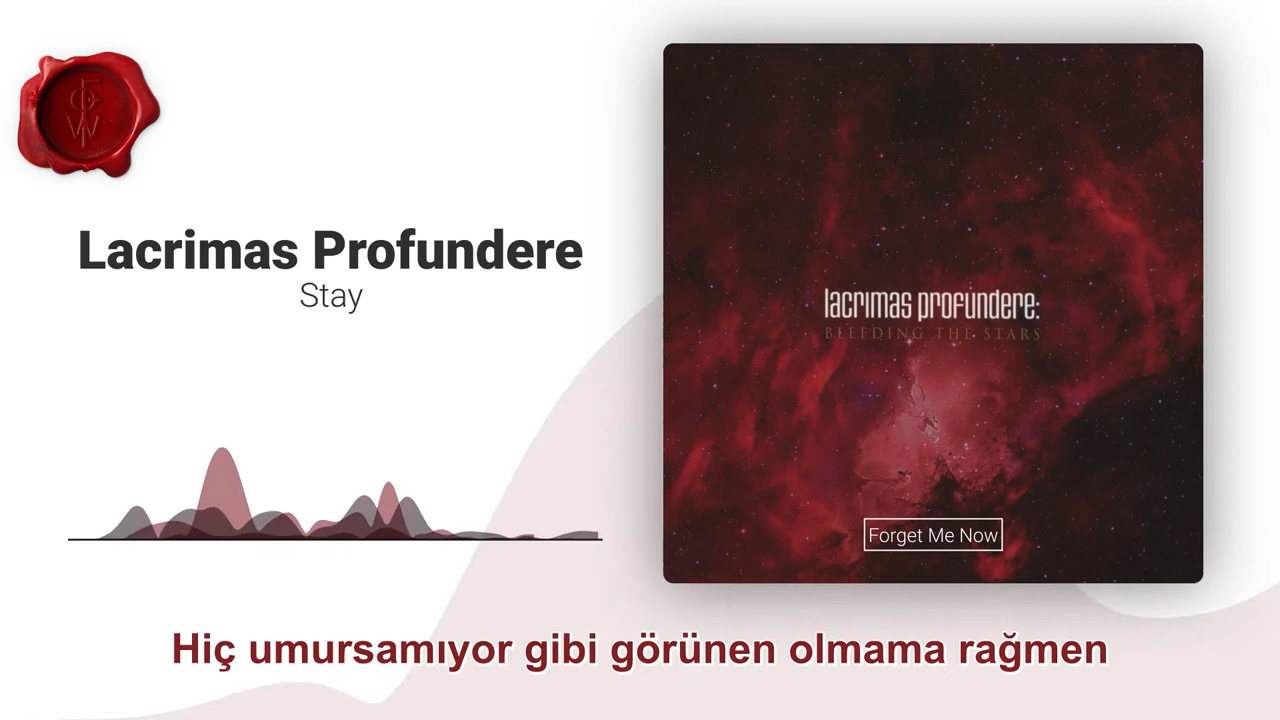 Lacrimas Profundere
Stay
lacrimas profundere:
BLEEDING THE STARS
Forget Me Now
Hiç umursamıyor gibi görünen olmama rağmen